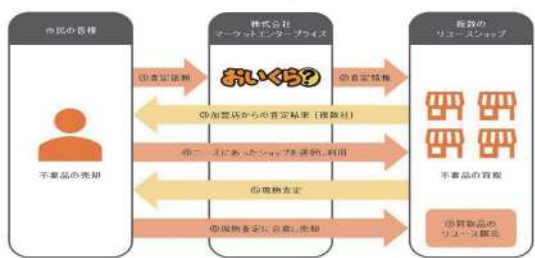 市民の皆様
株式会社
マーケットエンタープライズ
複数の
リユースショップ
①査定依頼
おいくら?
②査定情報
③加盟店からの査定結果（複数社）
④ニーズにあったショップを選択し利用
不要品の売却
不要品の買取
⑤現物査定
⑥現物査定に合意し売却
⑦買取品の
リユース販売